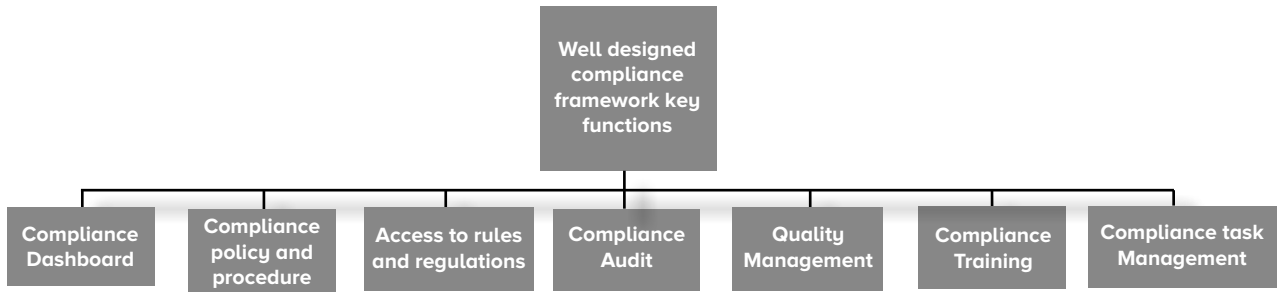 Well designed
compliance
framework key
functions
Compliance
Dashboard
Compliance
policy and
procedure
Access to rules
and regulations
Compliance
Audit
Quality
Management
Compliance
Training
Compliance task
Management